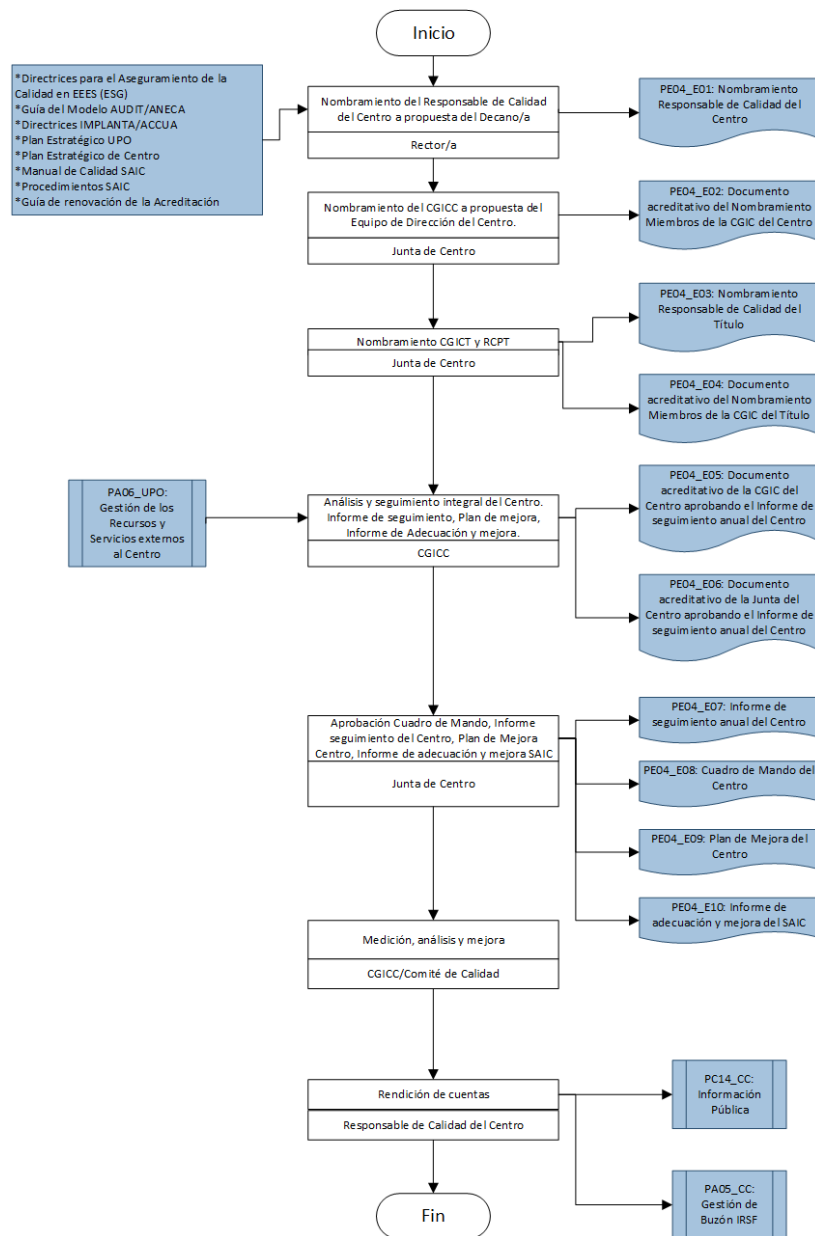 Inicio
*Directrices para el Aseguramiento de la
Calidad en EEES (ESG)
*Guía del Modelo AUDIT/ANECA
*Directrices IMPLANTA/ACCUA
*Plan Estratégico UPO
*Plan Estratégico de Centro
*Manual de Calidad SAIC
*Procedimientos SAIC
*Guía de renovación de la Acreditación
Nombramiento del Responsable de Calidad
del Centro a propuesta del Decano/a
Rector/a
PE04_E01: Nombramiento
Responsable de Calidad del
Centro
Nombramiento del CGICC a propuesta del
Equipo de Dirección del Centro.
Junta de Centro
PE04_E02: Documento
acreditativo del Nombramiento
Miembros de la CGIC del Centro
Nombramiento CGICT y RCPT
Junta de Centro
PE04_E03: Nombramiento
Responsable de Calidad del
Título
PE04_E04: Documento
acreditativo del Nombramiento
Miembros de la CGIC del Título
PA06_UPO:
Gestión de los
Recursos y
Servicios externos
al Centro
Análisis y seguimiento integral del Centro.
Informe de seguimiento, Plan de mejora,
Informe de Adecuación y mejora.
CGICC
PE04_E05: Documento
acreditativo de la CGIC del
Centro aprobando el Informe de
seguimiento anual del Centro
PE04_E06: Documento
acreditativo de la Junta del
Centro aprobando el Informe de
seguimiento anual del Centro
Aprobación Cuadro de Mando, Informe
seguimiento del Centro, Plan de Mejora
Centro, Informe de adecuación y mejora SAIC
Junta de Centro
PE04_E07: Informe de
seguimiento anual del Centro
PE04_E08: Cuadro de Mando del
Centro
PE04_E09: Plan de Mejora del
Centro
PE04_E10: Informe de
adecuación y mejora del SAIC
Medición, análisis y mejora
CGICC/Comité de Calidad
Rendición de cuentas
Responsable de Calidad del Centro
PC14_CC:
Información
Pública
PA05_CC:
Gestión de
Buzón IRSF
Fin